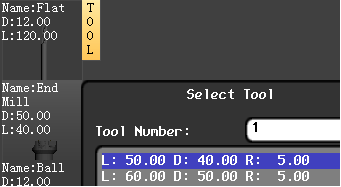 Name:Flat
D:12.00
L:120.00
TOOL
Name:End
Mill
D:50.00
L:40.00
Name:Ball
D:12.00
Select Tool
Tool Number:
1
L: 50.00 D: 40.00 R: 5.00
L: 60.00 D: 50.00 R: 5.00